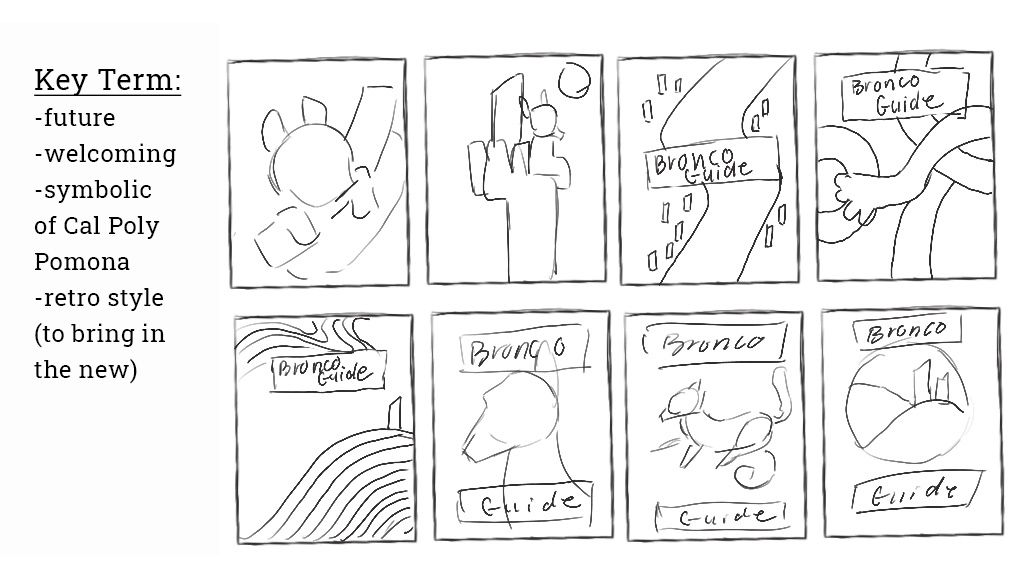 Key Term:
-future
-welcoming
-symbolic
of Cal Poly
Pomona
-retro style
(to bring in
the new)
Bronco
Guide
Bronco
Guide
Bronco
Guide
Bronco
Guide
Bronco
Guide
Bronco
Guide